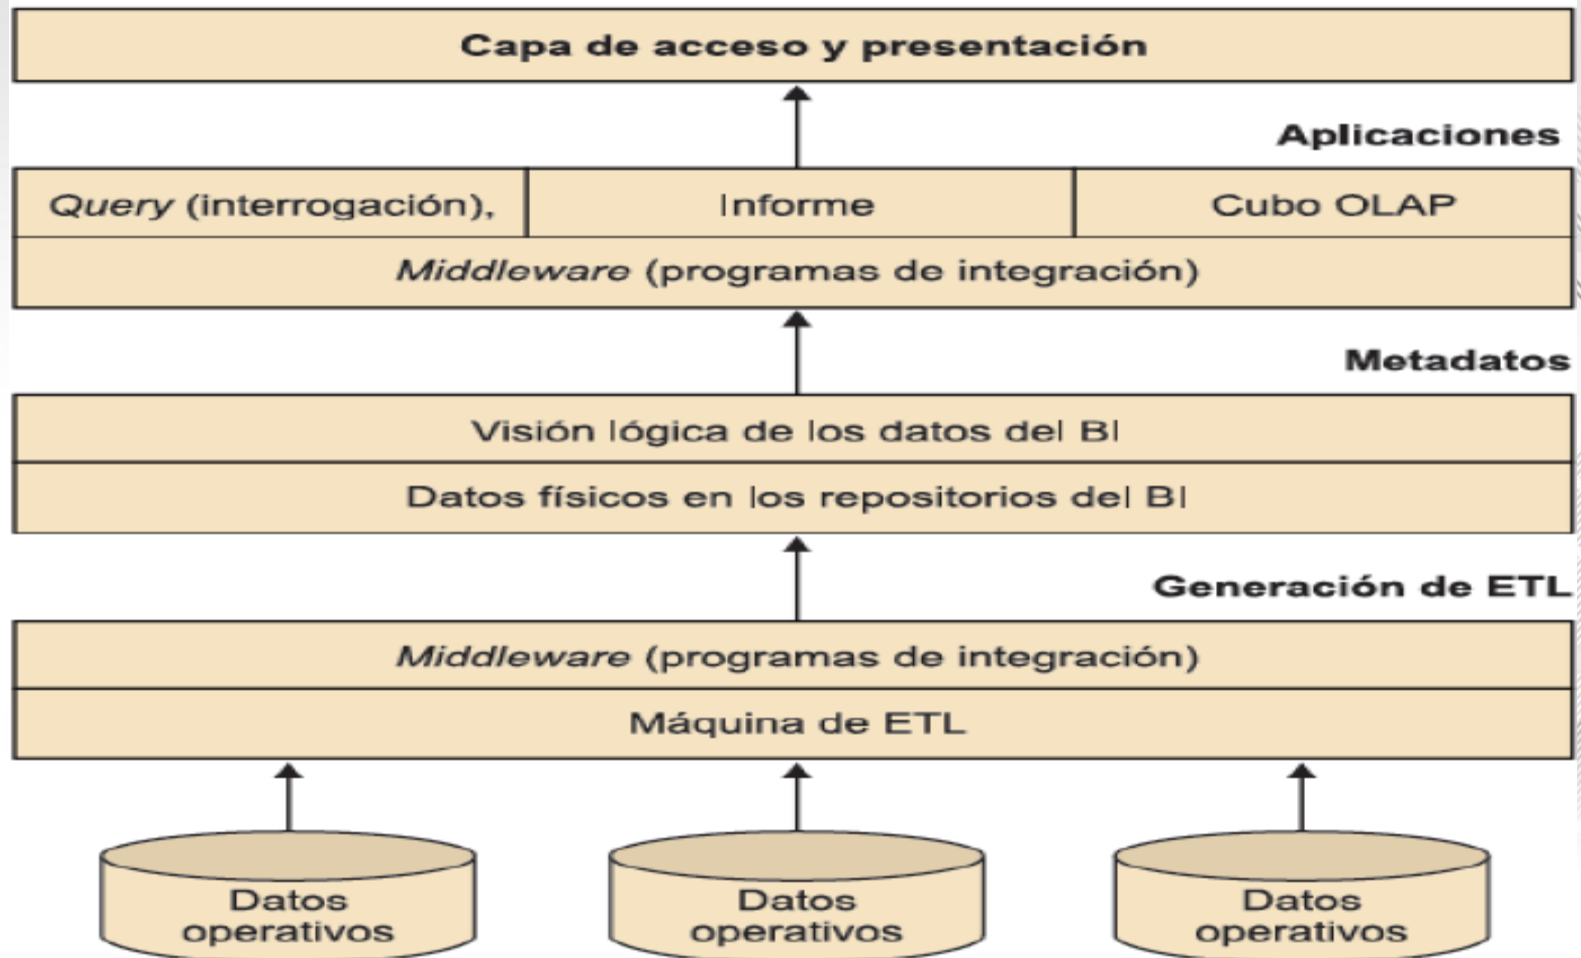 Capa de acceso y presentación
Aplicaciones
Query (interrogación),
Informe
Cubo OLAP
Middleware (programas de integración)
Metadatos
Visión lógica de los datos del BI
Datos físicos en los repositorios del BI
Generación de ETL
Middleware (programas de integración)
Máquina de ETL
Datos
operativos
Datos
operativos
Datos
operativos